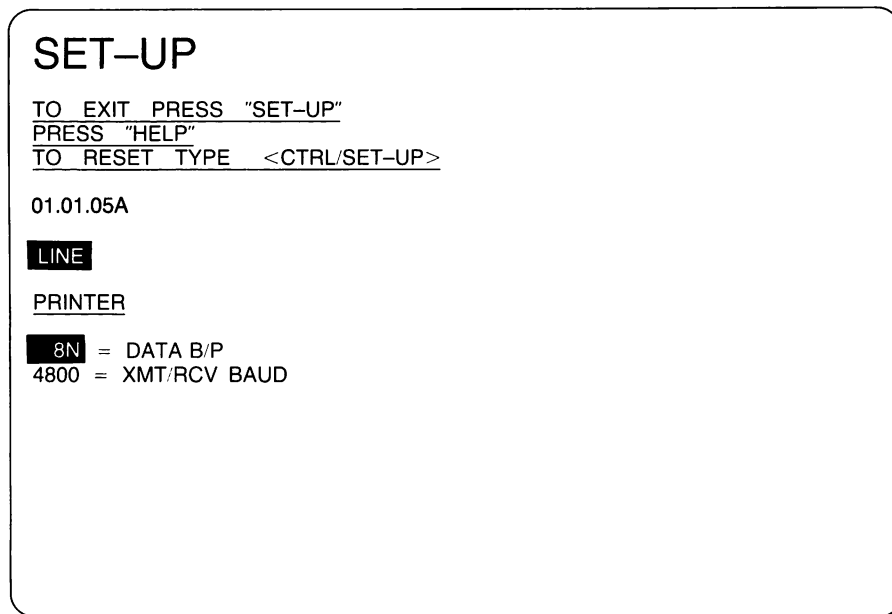 SET–UP
TO EXIT PRESS "SET–UP"
PRESS "HELP"
TO RESET TYPE <CTRL/SET–UP>
01.01.05A
LINE
PRINTER
8N = DATA B/P
4800 = XMT/RCV BAUD